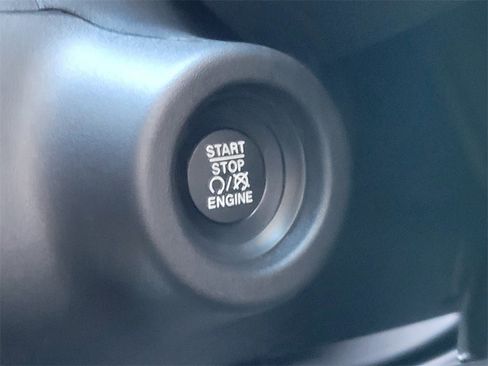 START
STOP
/
ENGINE